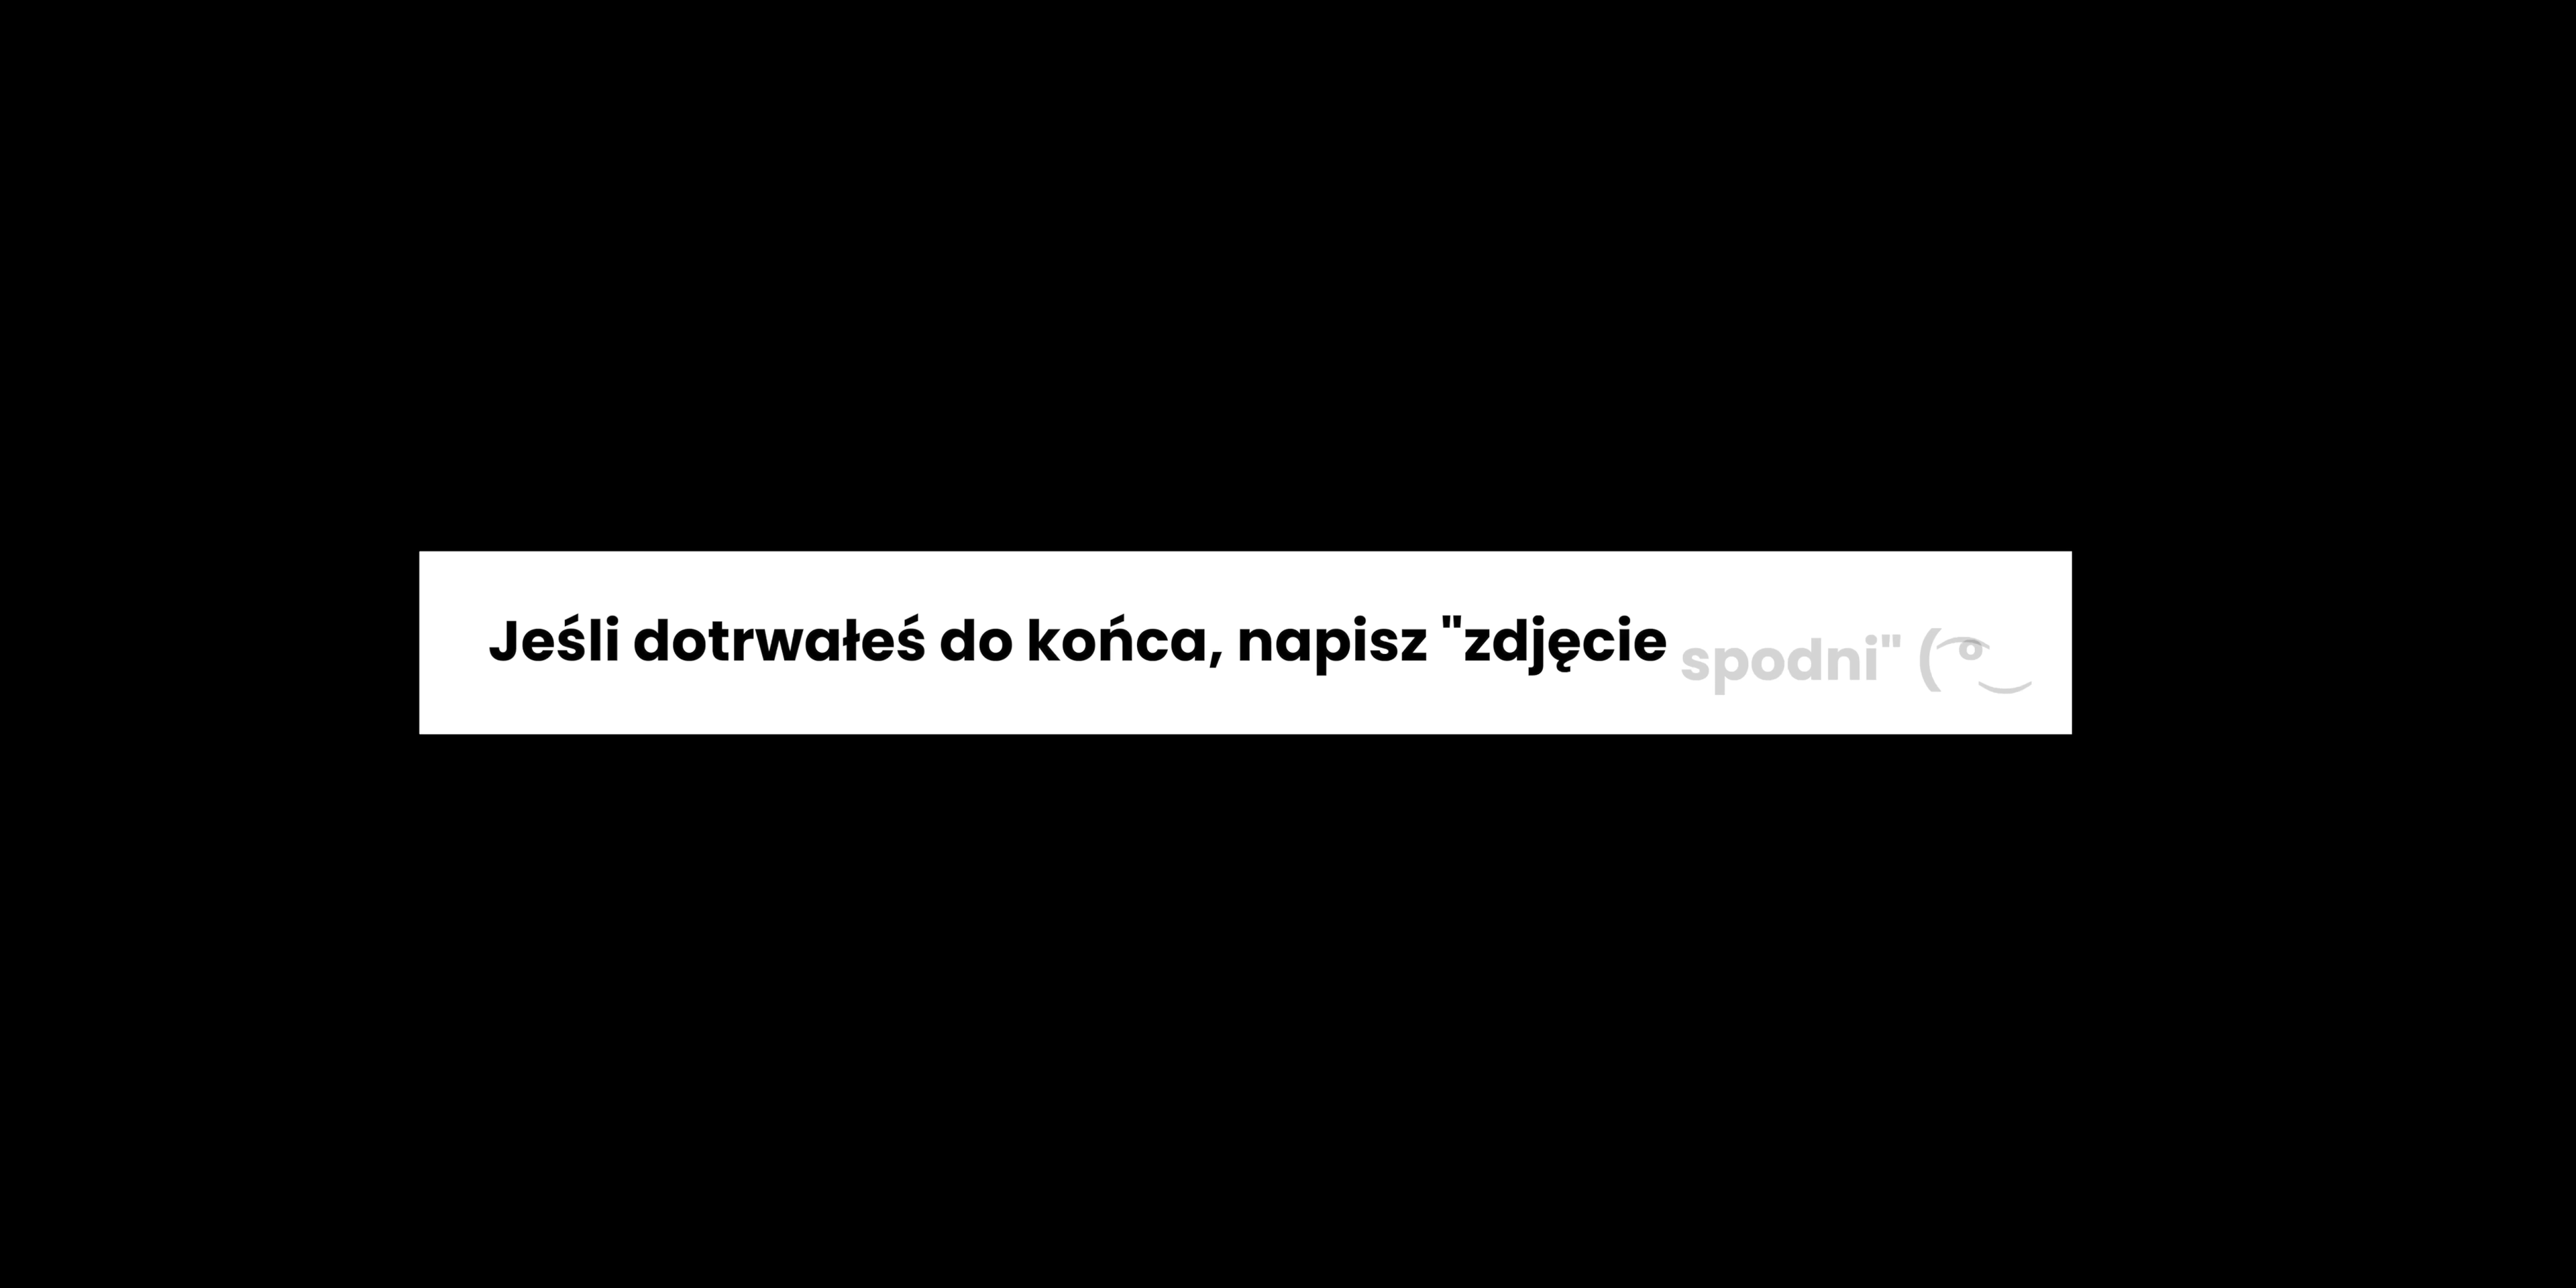 Jeśli dotrwałeś do końca, napisz "zdjęcie spodni" ( ͡° ͜